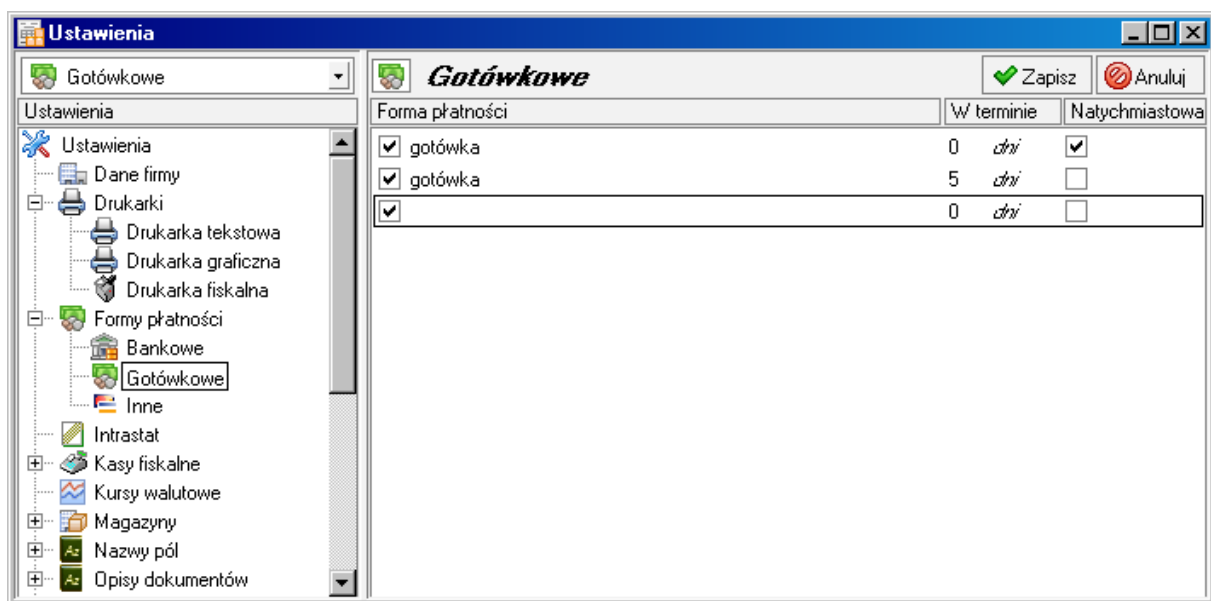 Ustawienia
Gotówkowe
Gotówkowe
Zapisz
Anuluj
Ustawienia
Forma płatności
W terminie
Natychmiastowa
Ustawienia
Dane firmy
Drukarki
Drukarka tekstowa
Drukarka graficzna
Drukarka fiskalna
Formy płatności
Bankowe
Gotówkowe
Inne
Intrastat
Kasy fiskalne
Kursy walutowe
Magazyny
Nazwy pól
Opisy dokumentów
gotówka 0 dni
gotówka 5 dni
0 dni